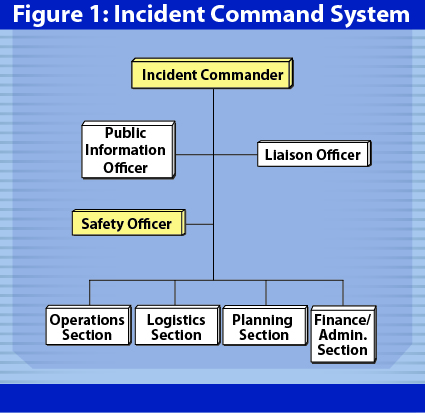 Figure 1: Incident Command System
Incident Commander
Public
Information
Officer
Liaison Officer
Safety Officer
Operations
Section
Logistics
Section
Planning
Section
Finance/
Admin.
Section